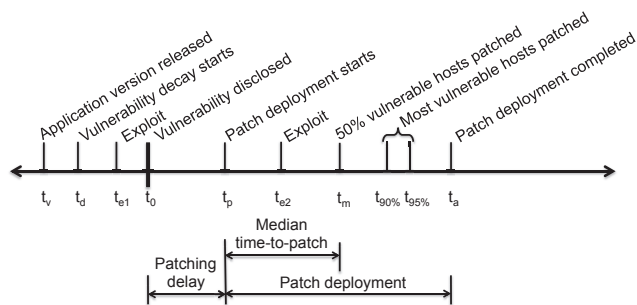 Application version released
Vulnerability decay starts
Exploit
Vulnerability disclosed
Patch deployment starts
Exploit
50% vulnerable hosts patched
Most vulnerable hosts patched
Patch deployment completed
tv
td
te1
t0
tp
te2
tm
t90%
t95%
ta
Median
time-to-patch
Patching
delay
Patch deployment